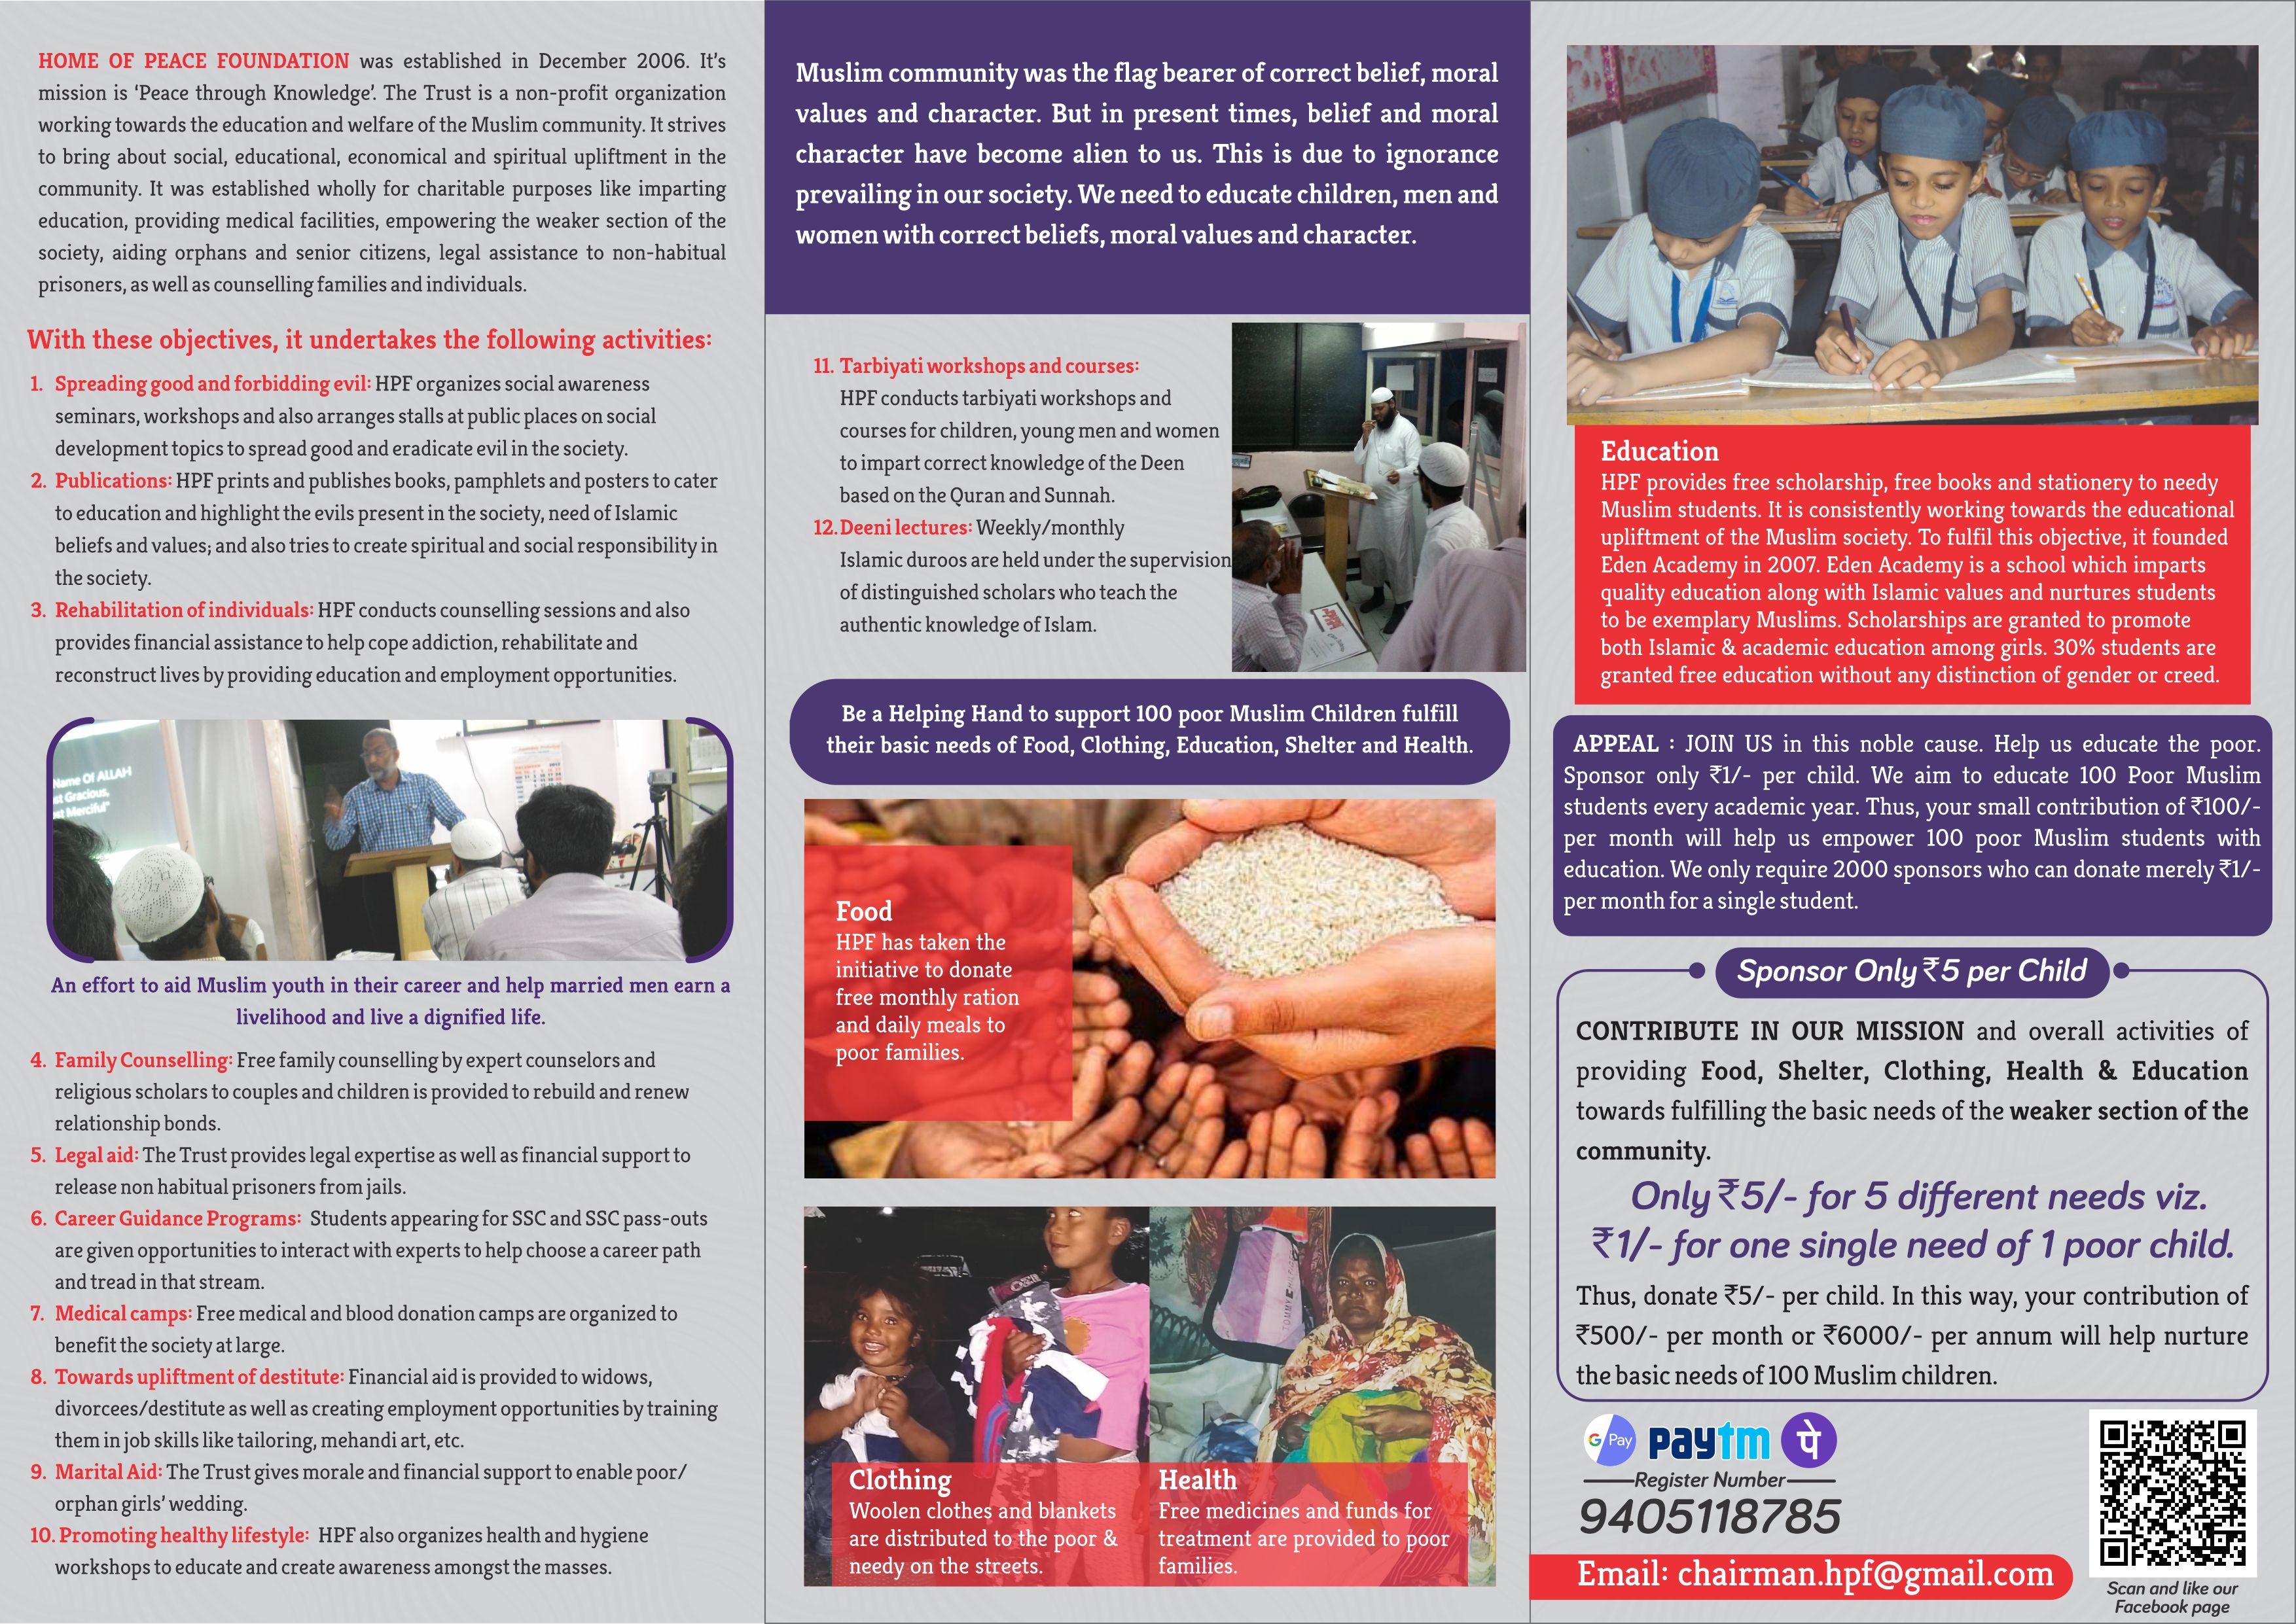 HOME OF PEACE FOUNDATION was established in December 2006. It's
mission is 'Peace through Knowledge'. The Trust is a non-profit organization
working towards the education and welfare of the Muslim community. It strives
to bring about social, educational, economical and spiritual upliftment in the
community. It was established wholly for charitable purposes like imparting
education, providing medical facilities, empowering the weaker section of the
society, aiding orphans and senior citizens, legal assistance to non-habitual
prisoners, as well as counselling families and individuals.
With these objectives, it undertakes the following activities:
1. Spreading good and forbidding evil: HPF organizes social awareness
seminars, workshops and also arranges stalls at public places on social
development topics to spread good and eradicate evil in the society.
2. Publications: HPF prints and publishes books, pamphlets and posters to cater
to education and highlight the evils present in the society, need of Islamic
beliefs and values; and also tries to create spiritual and social responsibility in
the society.
3. Rehabilitation of individuals: HPF conducts counselling sessions and also
provides financial assistance to help cope addiction, rehabilitate and
reconstruct lives by providing education and employment opportunities.
Name Of ALLAH
st Gracious,
st Merciful"
An effort to aid Muslim youth in their career and help married men earn a
livelihood and live a dignified life.
4. Family Counselling: Free family counselling by expert counselors and
religious scholars to couples and children is provided to rebuild and renew
relationship bonds.
5. Legal aid: The Trust provides legal expertise as well as financial support to
release non habitual prisoners from jails.
6. Career Guidance Programs: Students appearing for SSC and SSC pass-outs
are given opportunities to interact with experts to help choose a career path
and tread in that stream.
7. Medical camps: Free medical and blood donation camps are organized to
benefit the society at large.
8. Towards upliftment of destitute: Financial aid is provided to widows,
divorcees/destitute as well as creating employment opportunities by training
them in job skills like tailoring, mehandi art, etc.
9. Marital Aid: The Trust gives morale and financial support to enable poor/
orphan girls' wedding.
10. Promoting healthy lifestyle: HPF also organizes health and hygiene
workshops to educate and create awareness amongst the masses.
Muslim community was the flag bearer of correct belief, moral
values and character. But in present times, belief and moral
character have become alien to us. This is due to ignorance
prevailing in our society. We need to educate children, men and
women with correct beliefs, moral values and character.
11. Tarbiyati workshops and courses:
HPF conducts tarbiyati workshops and
courses for children, young men and women
to impart correct knowledge of the Deen
based on the Quran and Sunnah.
12. Deeni lectures: Weekly/monthly
Islamic duroos are held under the supervision
of distinguished scholars who teach the
authentic knowledge of Islam.
Be a Helping Hand to support 100 poor Muslim Children fulfill
their basic needs of Food, Clothing, Education, Shelter and Health.
Food
HPF has taken the
initiative to donate
free monthly ration
and daily meals to
poor families.
Clothing
Woolen clothes and blankets
are distributed to the poor &
needy on the streets.
Health
Free medicines and funds for
treatment are provided to poor
families.
Education
HPF provides free scholarship, free books and stationery to needy
Muslim students. It is consistently working towards the educational
upliftment of the Muslim society. To fulfil this objective, it founded
Eden Academy in 2007. Eden Academy is a school which imparts
quality education along with Islamic values and nurtures students
to be exemplary Muslims. Scholarships are granted to promote
both Islamic & academic education among girls. 30% students are
granted free education without any distinction of gender or creed.
APPEAL : JOIN US in this noble cause. Help us educate the poor.
Sponsor only ₹1/- per child. We aim to educate 100 Poor Muslim
students every academic year. Thus, your small contribution of ₹100/-
per month will help us empower 100 poor Muslim students with
education. We only require 2000 sponsors who can donate merely ₹1/-
per month for a single student.
Sponsor Only ₹5 per Child
CONTRIBUTE IN OUR MISSION and overall activities of
providing Food, Shelter, Clothing, Health & Education
towards fulfilling the basic needs of the weaker section of the
community.
Only ₹5/- for 5 different needs viz.
₹1/- for one single need of 1 poor child.
Thus, donate ₹5/- per child. In this way, your contribution of
₹500/- per month or ₹6000/- per annum will help nurture
the basic needs of 100 Muslim children.
G Pay paytm पे
Register Number
9405118785
Email: chairman.hpf@gmail.com
Scan and like our
Facebook page